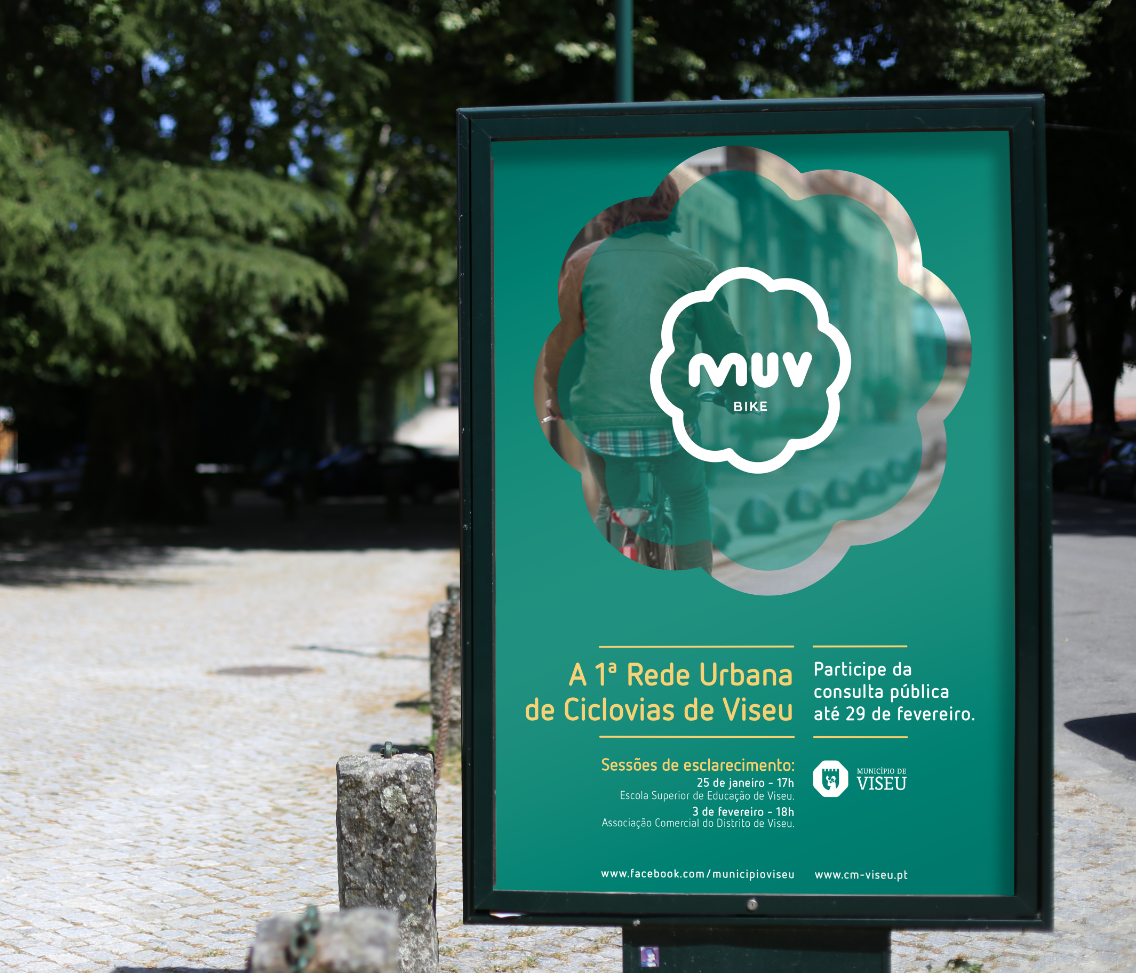 MUV
BIKE
A 1ª Rede Urbana
de Ciclovias de Viseu
Participe da
consulta pública
até 29 de fevereiro.
Sessões de esclarecimento:
25 de janeiro - 17h
Escola Superior de Educação de Viseu.
3 de fevereiro - 18h
Associação Comercial do Distrito de Viseu.
MUNICÍPIO DE
VISEU
www.facebook.com/municipioviseu
www.cm-viseu.pt